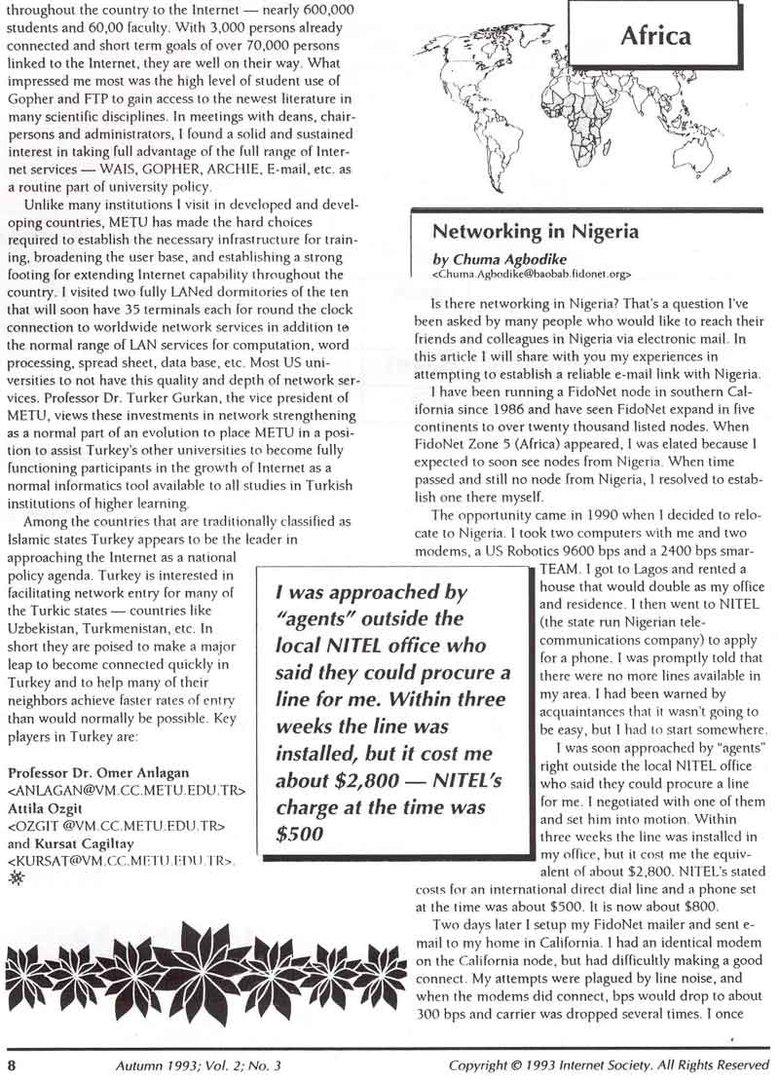 throughout the country to the Internet — nearly 600,000
students and 60,00 faculty. With 3,000 persons already
connected and short term goals of over 70,000 persons
linked to the Internet, they are well on their way. What
impressed me most was the high level of student use of
Gopher and FTP to gain access to the newest literature in
many scientific disciplines. In meetings with deans, chair-
persons and administrators, I found a solid and sustained
interest in taking full advantage of the full range of Inter-
net services — WAIS, GOPHER, ARCHIE, E-mail, etc. as
a routine part of university policy.
Unlike many institutions I visit in developed and devel-
oping countries, METU has made the hard choices
required to establish the necessary infrastructure for train-
ing, broadening the user base, and establishing a strong
footing for extending Internet capability throughout the
country. I visited two fully LANed dormitories of the ten
that will soon have 35 terminals each for round the clock
connection to worldwide network services in addition to
the normal range of LAN services for computation, word
processing, spread sheet, data base, etc. Most US uni-
versities to not have this quality and depth of network ser-
vices. Professor Dr. Turker Gurkan, the vice president of
METU, views these investments in network strengthening
as a normal part of an evolution to place METU in a posi-
tion to assist Turkey's other universities to become fully
functioning participants in the growth of Internet as a
normal informatics tool available to all studies in Turkish
institutions of higher learning.
Among the countries that are traditionally classified as
Islamic states Turkey appears to be the leader in
approaching the Internet as a national
policy agenda. Turkey is interested in
facilitating network entry for many of
the Turkic states — countries like
Uzbekistan, Turkmenistan, etc. In
short they are poised to make a major
leap to become connected quickly in
Turkey and to help many of their
neighbors achieve faster rates of entry
than would normally be possible. Key
players in Turkey are:
Professor Dr. Omer Anlagan
<ANLAGAN@VM.CC.METU.EDU.TR>
Attila Ozgit
<OZGIT @VM.CC.METU.EDU.TR>
and Kursat Cagiltay
<KURSAT@VM.CC.METU.EDU.TR>.
I was approached by
"agents" outside the
local NITEL office who
said they could procure a
line for me. Within three
weeks the line was
installed, but it cost me
about $2,800 — NITEL's
charge at the time was
$500
Africa
Networking in Nigeria
by Chuma Agbodike
<Chuma.Agbodike@baobab.fidonet.org>
Is there networking in Nigeria? That's a question I've
been asked by many people who would like to reach their
friends and colleagues in Nigeria via electronic mail. In
this article I will share with you my experiences in
attempting to establish a reliable e-mail link with Nigeria.
I have been running a FidoNet node in southern Cal-
ifornia since 1986 and have seen FidoNet expand in five
continents to over twenty thousand listed nodes. When
FidoNet Zone 5 (Africa) appeared, I was elated because I
expected to soon see nodes from Nigeria. When time
passed and still no node from Nigeria, I resolved to estab-
lish one there myself.
The opportunity came in 1990 when I decided to relo-
cate to Nigeria. I took two computers with me and two
modems, a US Robotics 9600 bps and a 2400 bps smar-
TEAM. I got to Lagos and rented a
house that would double as my office
and residence. I then went to NITEL
(the state run Nigerian tele-
communications company) to apply
for a phone. I was promptly told that
there were no more lines available in
my area. I had been warned by
acquaintances that it wasn't going to
be easy, but I had to start somewhere.
I was soon approached by "agents"
right outside the local NITEL office
who said they could procure a line
for me. I negotiated with one of them
and set him into motion. Within
three weeks the line was installed in
my office, but it cost me the equiv-
alent of about $2,800. NITEL's stated
costs for an international direct dial line and a phone set
at the time was about $500. It is now about $800.
Two days later I setup my FidoNet mailer and sent e-
mail to my home in California. I had an identical modem
on the California node, but had difficultly making a good
connect. My attempts were plagued by line noise, and
when the modems did connect, bps would drop to about
300 bps and carrier was dropped several times. I once
8
Autumn 1993; Vol. 2; No. 3
Copyright © 1993 Internet Society. All Rights Reserved